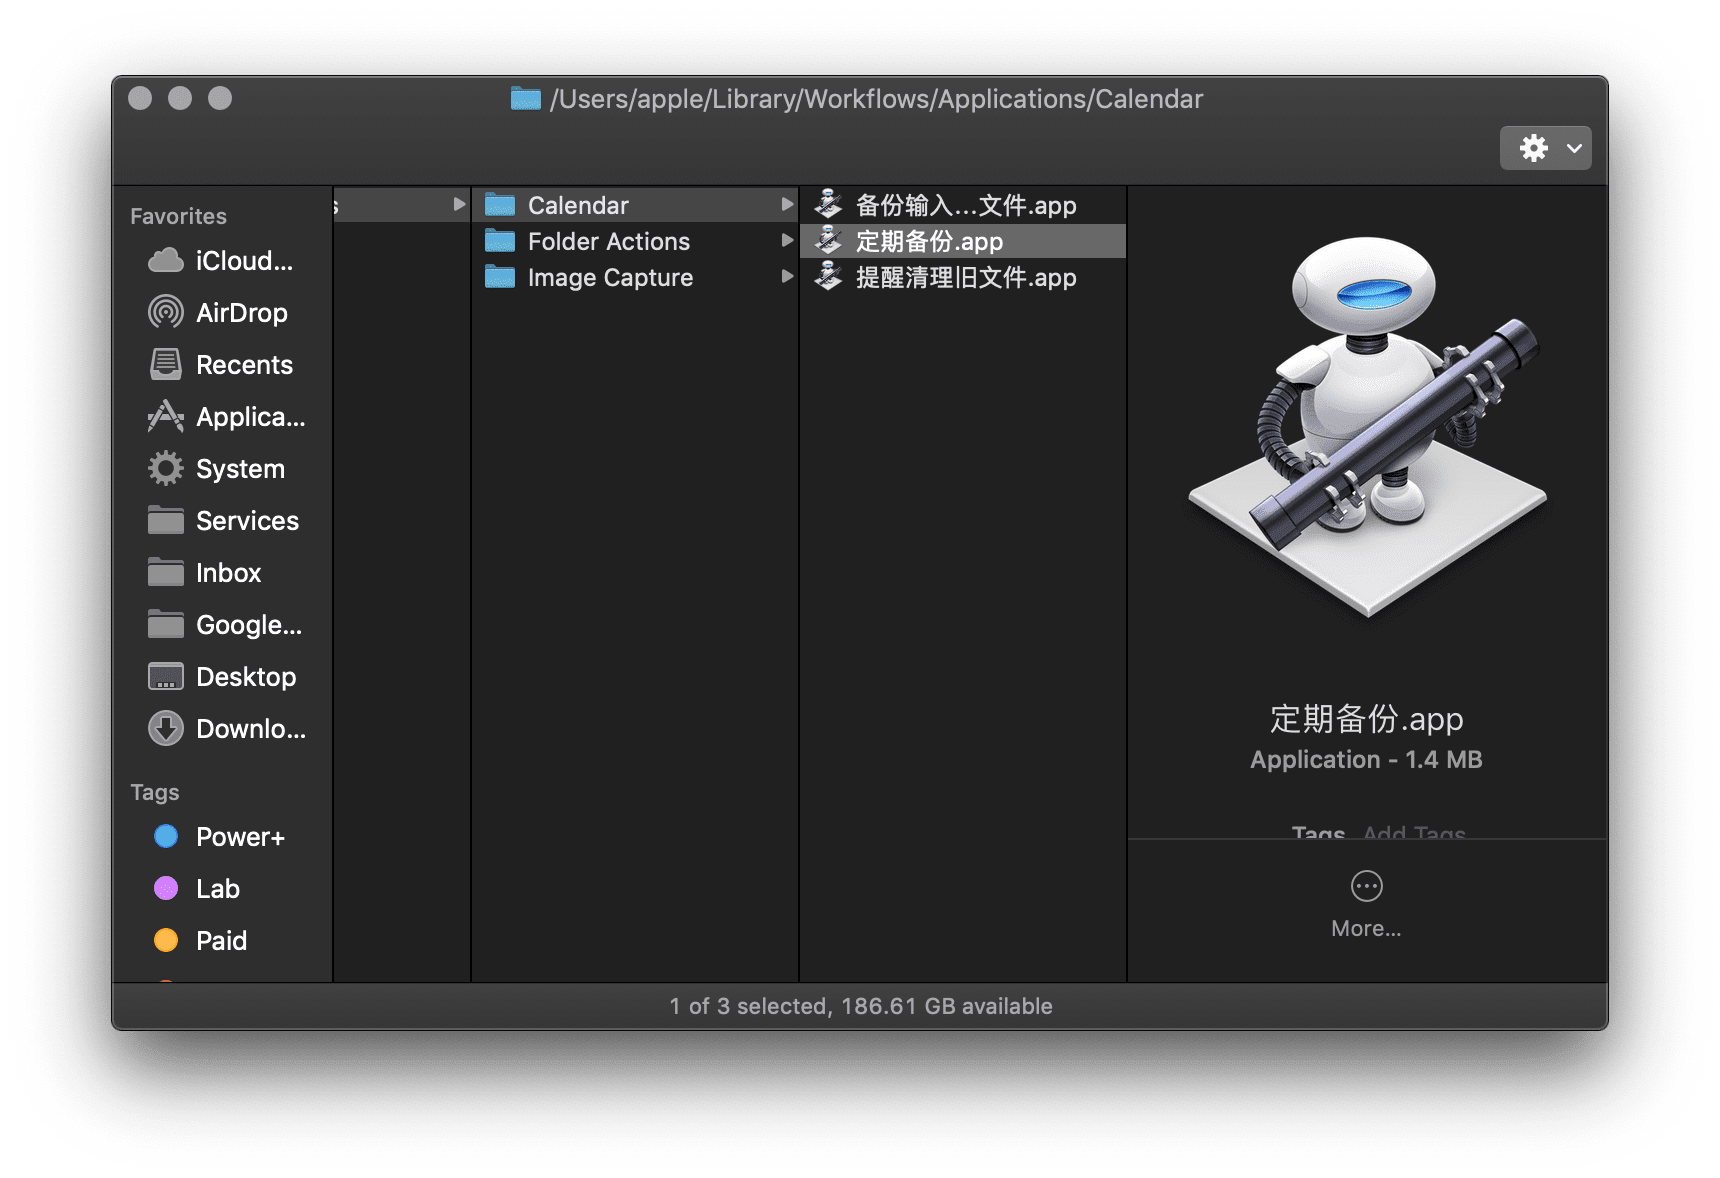 /Users/apple/Library/Workflows/Applications/Calendar
Favorites
iCloud...
AirDrop
Recents
Applica...
System
Services
Inbox
Google...
Desktop
Downlo...
Tags
Power+
Lab
Paid
s
Calendar
Folder Actions
Image Capture
备份输入...文件.app
定期备份.app
提醒清理旧文件.app
定期备份.app
Application - 1.4 MB
Tags Add Tags
More...
1 of 3 selected, 186.61 GB available